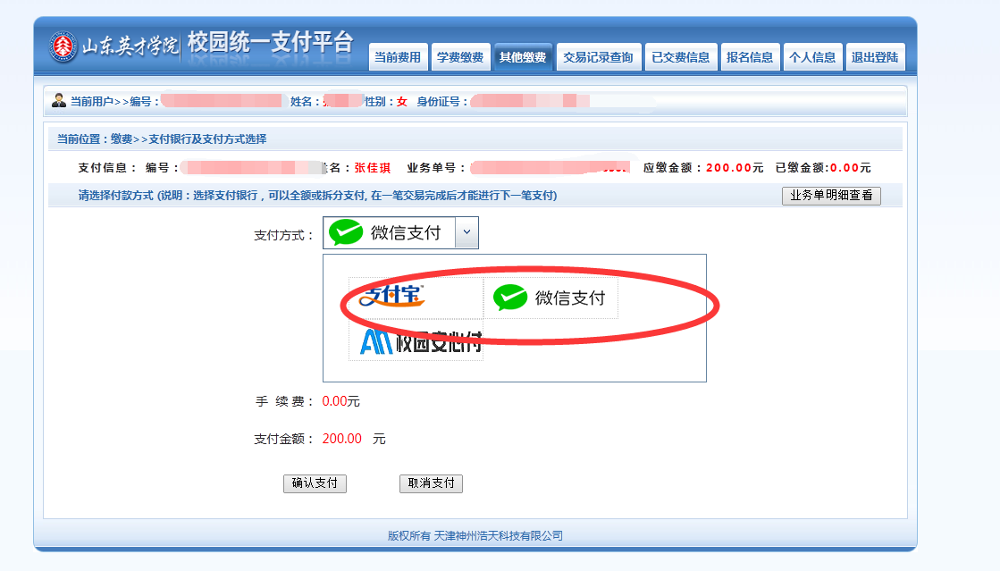 山东英才学院 校园统一支付平台
当前费用 学费缴费 其他缴费 交易记录查询 已交费信息 报名信息 个人信息 退出登陆
当前用户>>编号： 姓名： 性别：女 身份证号：
当前位置：缴费>>支付银行及支付方式选择
支付信息： 编号： 名：张佳琪 业务单号： 应缴金额：200.00元 已缴金额:0.00元
请选择付款方式 (说明：选择支付银行，可以全额或拆分支付, 在一笔交易完成后才能进行下一笔支付) 业务单明细查看
支付方式： 微信支付
支付宝 微信支付
校园安心付
手 续 费： 0.00元
支付金额： 200.00 元
确认支付 取消支付
版权所有 天津神州浩天科技有限公司